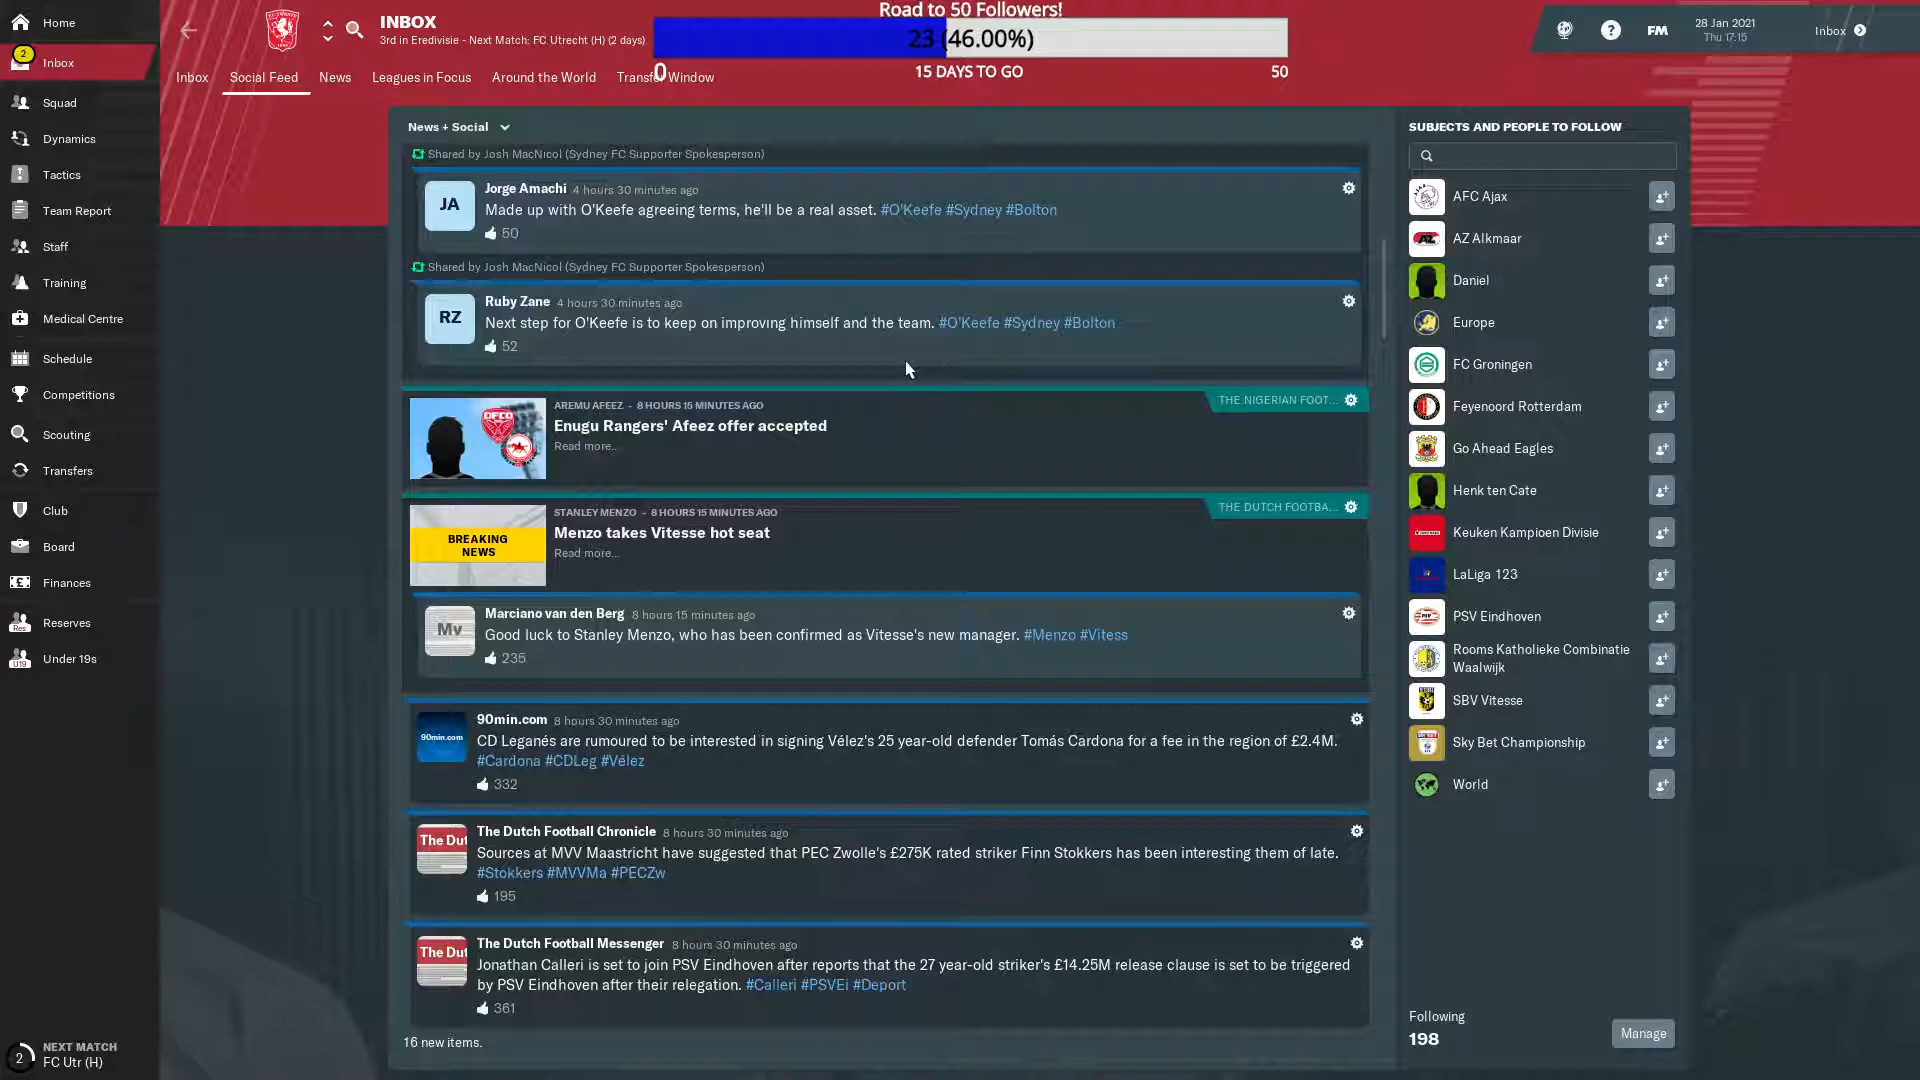 Home
2
Inbox
Squad
Dynamics
Tactics
Team Report
Staff
Training
Medical Centre
Schedule
Competitions
Scouting
Transfers
Club
Board
Finances
Res
Reserves
U19
Under 19s
2
NEXT MATCH
FC Utr (H)
INBOX
3rd in Eredivisie - Next Match: FC Utrecht (H) (2 days)
Road to 50 Followers!
23 (46.00%)
0
15 DAYS TO GO
50
FM
28 Jan 2021
Thu 17:15
Inbox
Inbox
Social Feed
News
Leagues in Focus
Around the World
Transfer Window
News + Social
Shared by Josh MacNicol (Sydney FC Supporter Spokesperson)
JA
Jorge Amachi 4 hours 30 minutes ago
Made up with O'Keefe agreeing terms, he'll be a real asset. #O'Keefe #Sydney #Bolton
50
Shared by Josh MacNicol (Sydney FC Supporter Spokesperson)
RZ
Ruby Zane 4 hours 30 minutes ago
Next step for O'Keefe is to keep on improving himself and the team. #O'Keefe #Sydney #Bolton
52
AREMU AFEEZ - 8 HOURS 15 MINUTES AGO
THE NIGERIAN FOOT...
Enugu Rangers' Afeez offer accepted
Read more...
STANLEY MENZO - 8 HOURS 15 MINUTES AGO
THE DUTCH FOOTBA...
BREAKING
NEWS
Menzo takes Vitesse hot seat
Read more...
Mv
Marciano van den Berg 8 hours 15 minutes ago
Good luck to Stanley Menzo, who has been confirmed as Vitesse's new manager. #Menzo #Vitess
235
90min.com
90min.com 8 hours 30 minutes ago
CD Leganés are rumoured to be interested in signing Vélez's 25 year-old defender Tomás Cardona for a fee in the region of £2.4M.
#Cardona #CDLeg #Vélez
332
The Dut
The Dutch Football Chronicle 8 hours 30 minutes ago
Sources at MVV Maastricht have suggested that PEC Zwolle's £275K rated striker Finn Stokkers has been interesting them of late.
#Stokkers #MVVMa #PECZw
195
The Dut
The Dutch Football Messenger 8 hours 30 minutes ago
Jonathan Calleri is set to join PSV Eindhoven after reports that the 27 year-old striker's £14.25M release clause is set to be triggered
by PSV Eindhoven after their relegation. #Calleri #PSVEi #Deport
361
16 new items.
SUBJECTS AND PEOPLE TO FOLLOW
AFC Ajax
AZ Alkmaar
Daniel
Europe
FC Groningen
Feyenoord Rotterdam
Go Ahead Eagles
Henk ten Cate
Keuken Kampioen Divisie
LaLiga 123
PSV Eindhoven
Rooms Katholieke Combinatie
Waalwijk
SBV Vitesse
Sky Bet Championship
World
Following
198
Manage